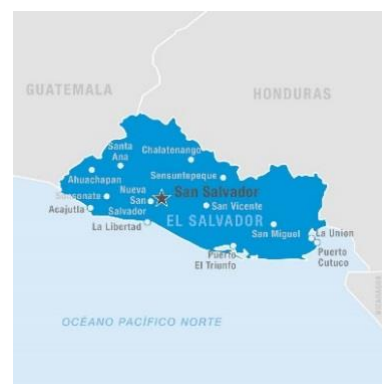 GUATEMALA
HONDURAS
Santa
Ana
Chalatenango
Ahuachapan
Sensuntepeque
Sonsonate
Nueva
San
Salvador
San Salvador
Acajutla
San Vicente
La Libertad
EL SALVADOR
San Miguel
La Union
Puerto
El Triunfo
Puerto
Cutuco
OCÉANO PACÍFICO NORTE